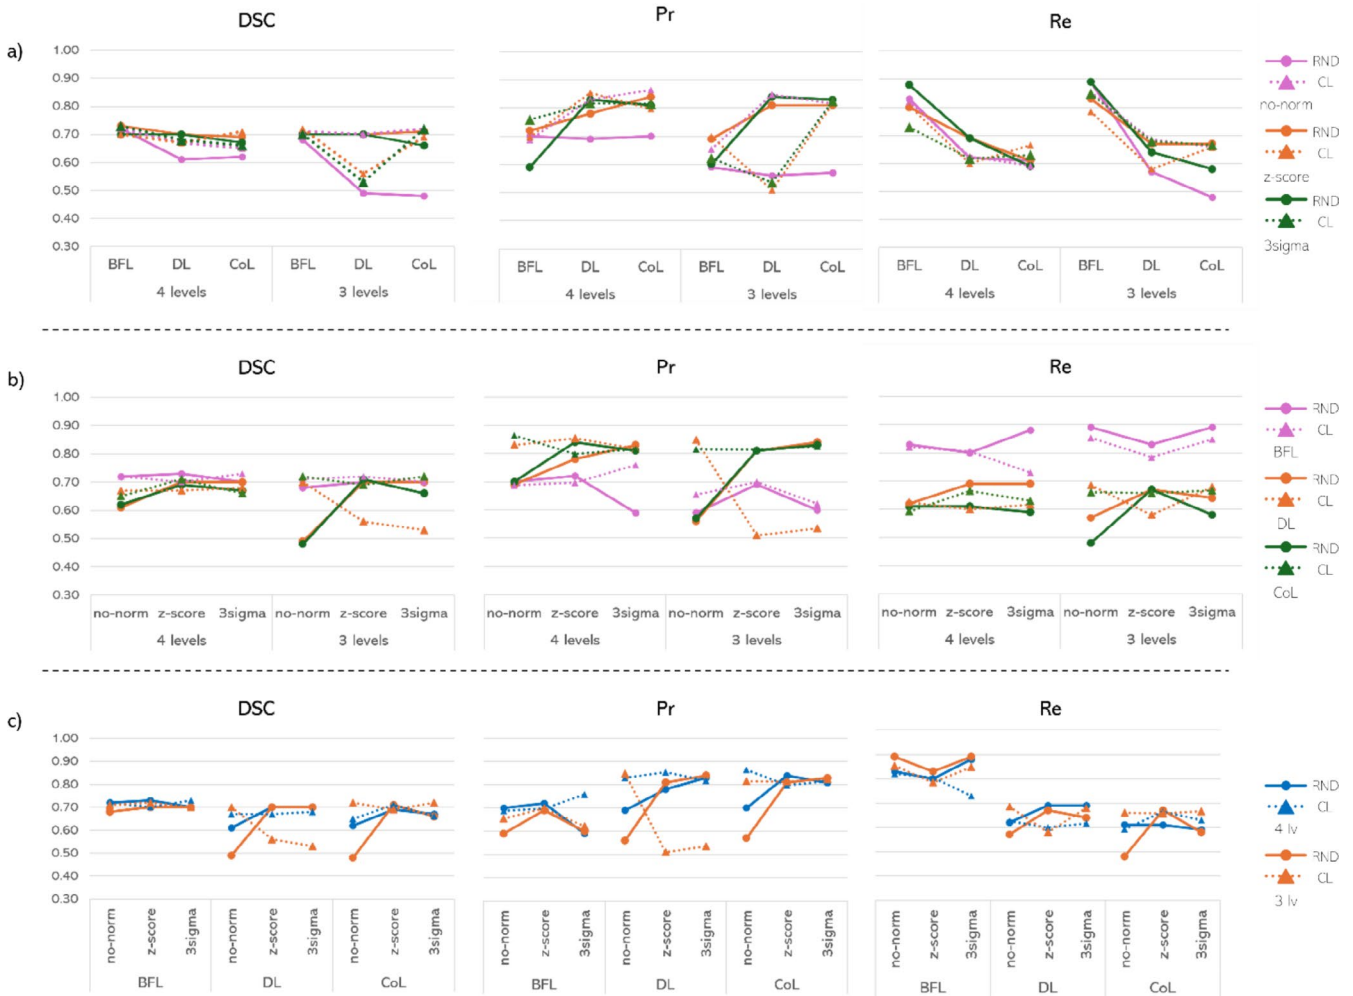 DSC Pr Re
a)
1.00
0.90
0.80
0.70
0.60
0.50
0.40
0.30
BFL DL CoL BFL DL CoL BFL DL CoL BFL DL CoL BFL DL CoL BFL DL CoL
4 levels 3 levels 4 levels 3 levels 4 levels 3 levels
RND
CL
no-norm
RND
CL
z-score
RND
CL
3sigma
DSC Pr Re
b)
1.00
0.90
0.80
0.70
0.60
0.50
0.40
0.30
no-norm z-score 3sigma no-norm z-score 3sigma no-norm z-score 3sigma no-norm z-score 3sigma no-norm z-score 3sigma no-norm z-score 3sigma
4 levels 3 levels 4 levels 3 levels 4 levels 3 levels
RND
CL
BFL
RND
CL
DL
RND
CL
CoL
DSC Pr Re
c)
1.00
0.90
0.80
0.70
0.60
0.50
0.40
0.30
no-norm z-score 3sigma no-norm z-score 3sigma no-norm z-score 3sigma no-norm z-score 3sigma no-norm z-score 3sigma no-norm z-score 3sigma no-norm z-score 3sigma no-norm z-score 3sigma no-norm z-score 3sigma
BFL DL CoL BFL DL CoL BFL DL CoL
RND
CL
4 lv
RND
CL
3 lv